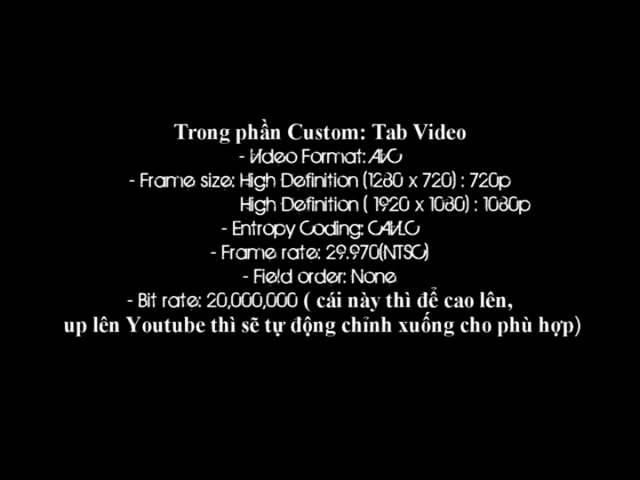 Trong phần Custom: Tab Video
- Video Format: AVC
- Frame size: High Definition (1280 x 720) : 720p
High Definition ( 1920 x 1080) : 1080p
- Entropy Coding: CAVLC
- Frame rate: 29.970(NTSC)
- Field order: None
- Bit rate: 20,000,000 ( cái này thì để cao lên,
up lên Youtube thì sẽ tự động chỉnh xuống cho phù hợp)